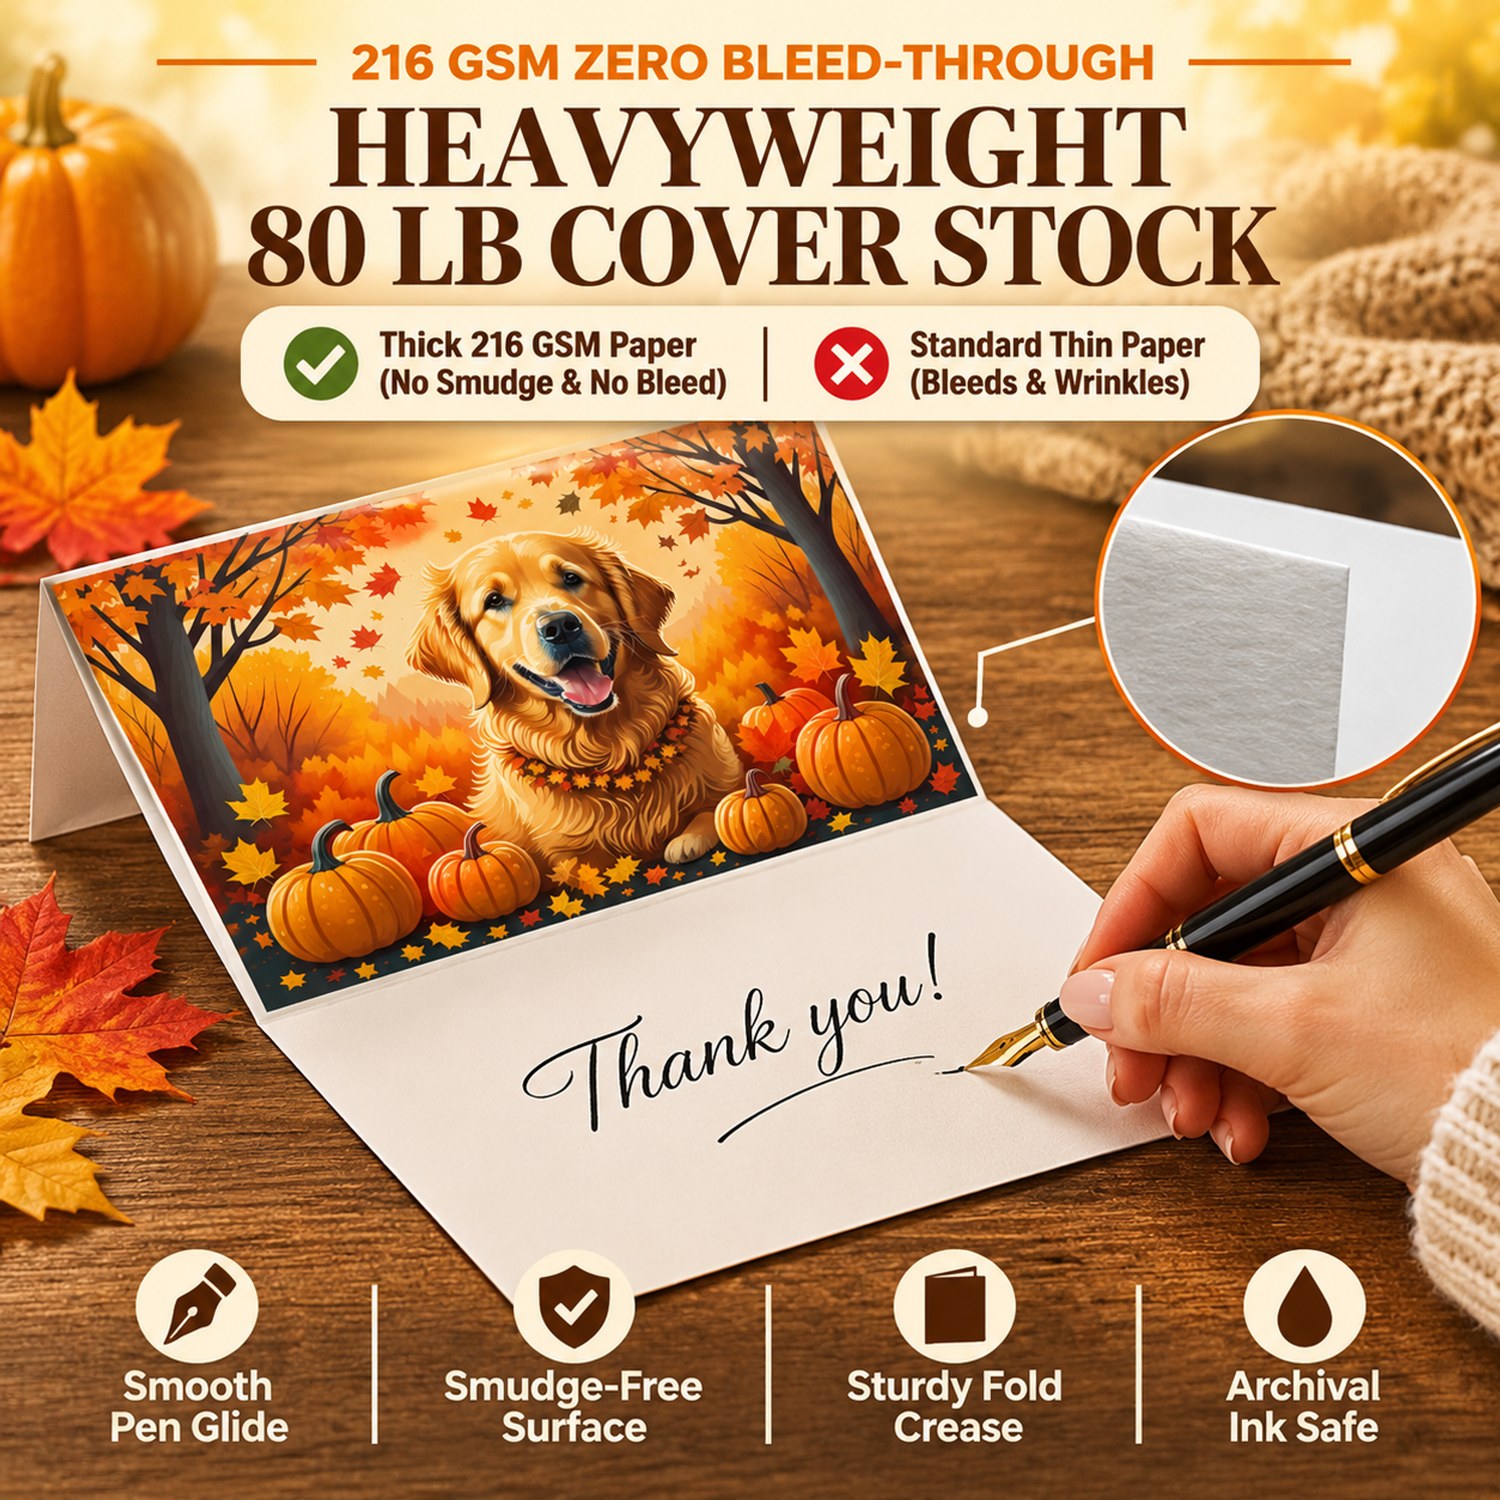 216 GSM ZERO BLEED-THROUGH
HEAVYWEIGHT
80 LB COVER STOCK
Thick 216 GSM Paper
(No Smudge & No Bleed)
Standard Thin Paper
(Bleeds & Wrinkles)
Thank you!
Smooth
Pen Glide
Smudge-Free
Surface
Sturdy Fold
Crease
Archival
Ink Safe